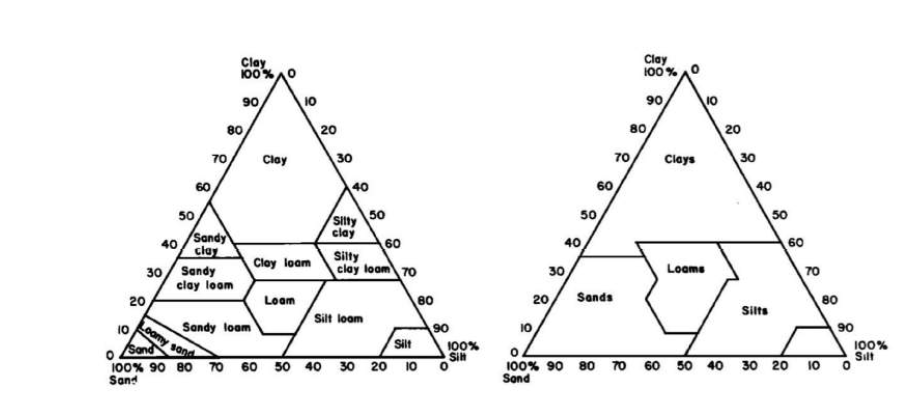 Clay
100% 0
90 10
80 20
70 30
Clay
60 40
50 50
Silty
clay
40 60
Sandy
clay
Clay loam
Silty
clay loam
30 70
Sandy
clay loam
20 80
Loam
Sandy loam
Silt loam
10 90
Loamy sand
Sand
Silt
0
100%
Silt
100% 90 80 70 60 50 40 30 20 10 0
Sand
Clay
100% 0
90 10
80 20
70 30
Clays
60 40
50 50
40 60
30 70
Loams
20 80
Sands
Silts
10 90
0
100%
Silt
100% 90 80 70 60 50 40 30 20 10 0
Sand